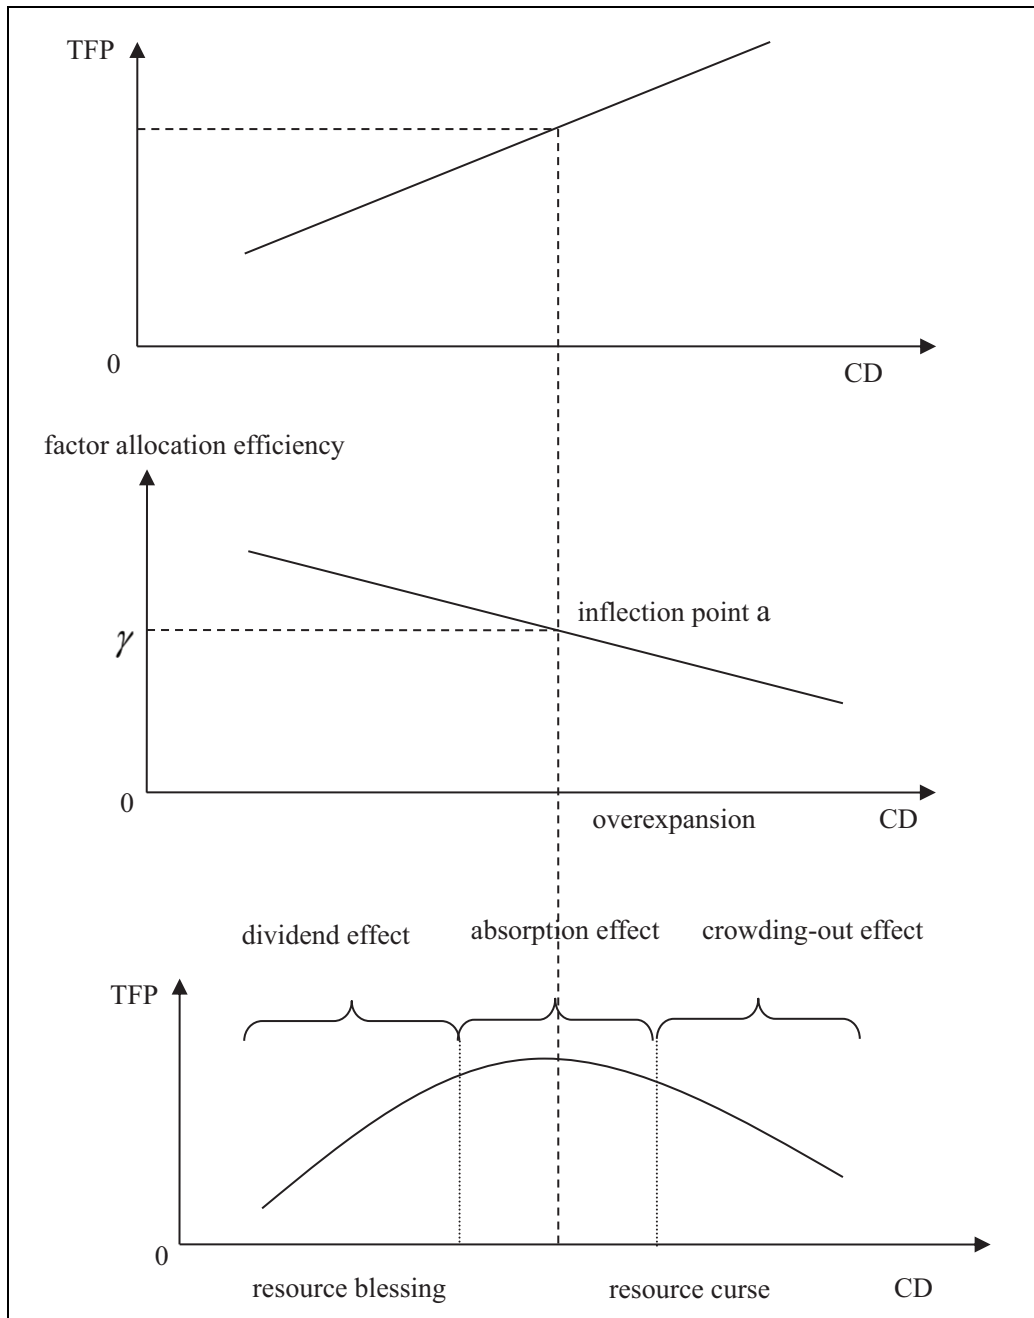 TFP
0
CD
factor allocation efficiency
inflection point a
γ
0
overexpansion
CD
dividend effect
absorption effect
crowding-out effect
TFP
0
resource blessing
resource curse
CD